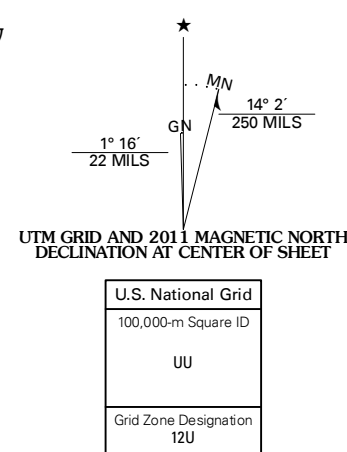 ★
MN
GN
14° 2´
250 MILS
1° 16´
22 MILS
UTM GRID AND 2011 MAGNETIC NORTH
DECLINATION AT CENTER OF SHEET
U.S. National Grid
100,000-m Square ID
UU
Grid Zone Designation
12U